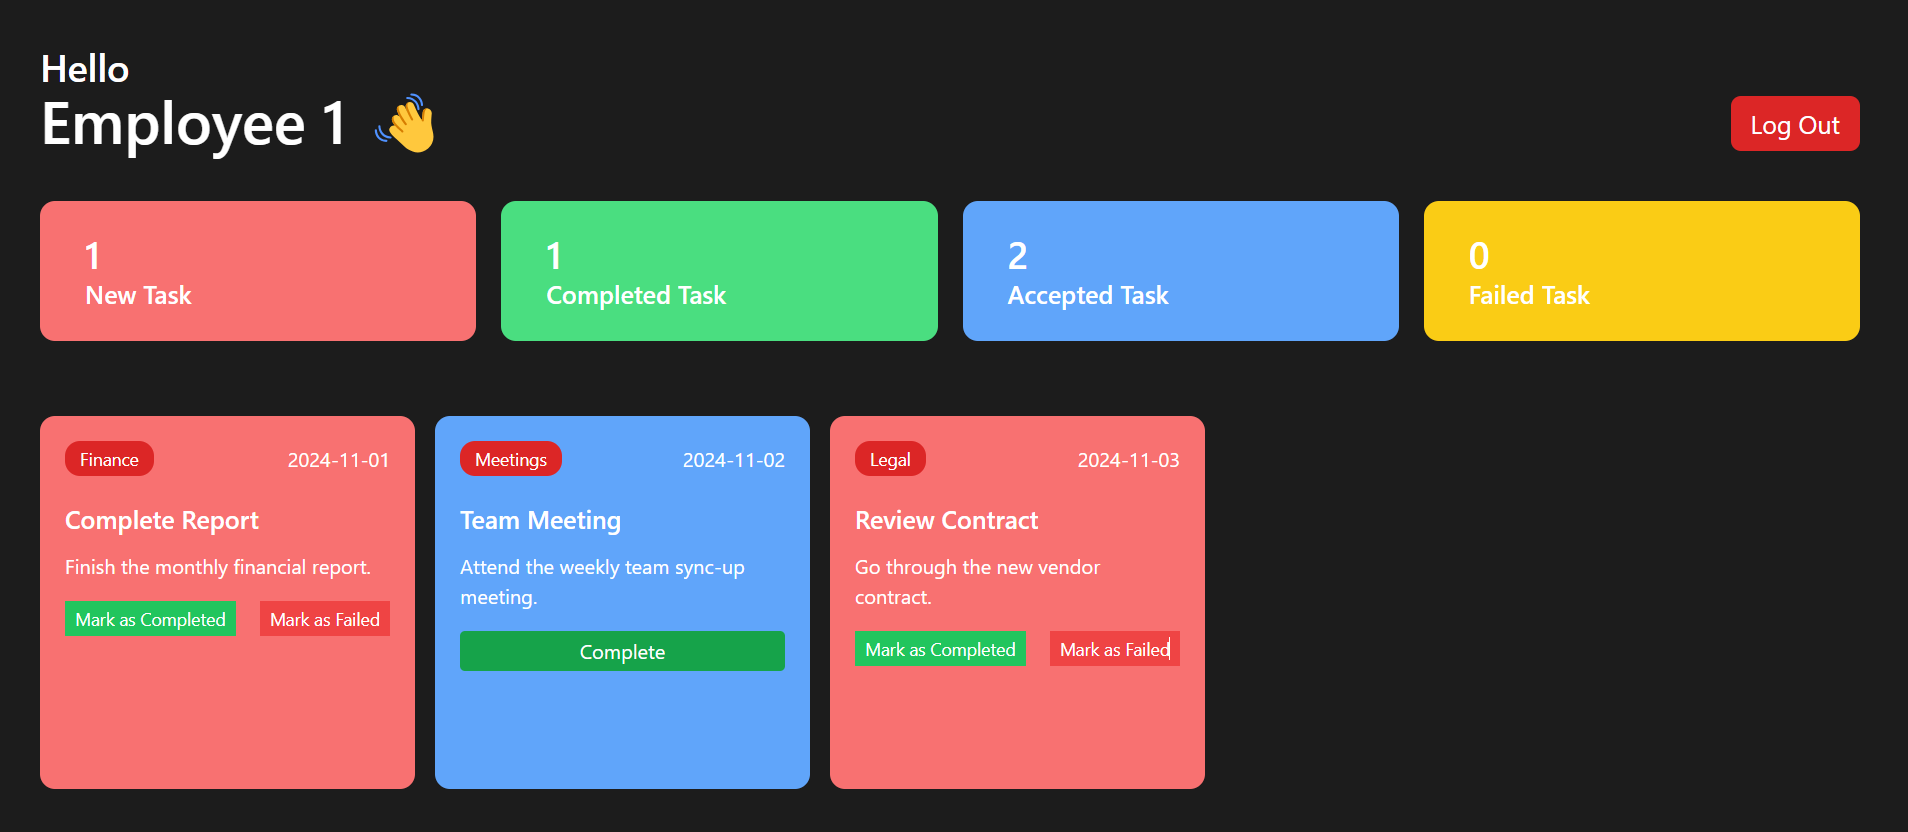 Hello
Employee 1 👋
Log Out
1
New Task
1
Completed Task
2
Accepted Task
0
Failed Task
Finance
2024-11-01
Complete Report
Finish the monthly financial report.
Mark as Completed
Mark as Failed
Meetings
2024-11-02
Team Meeting
Attend the weekly team sync-up
meeting.
Complete
Legal
2024-11-03
Review Contract
Go through the new vendor
contract.
Mark as Completed
Mark as Failed